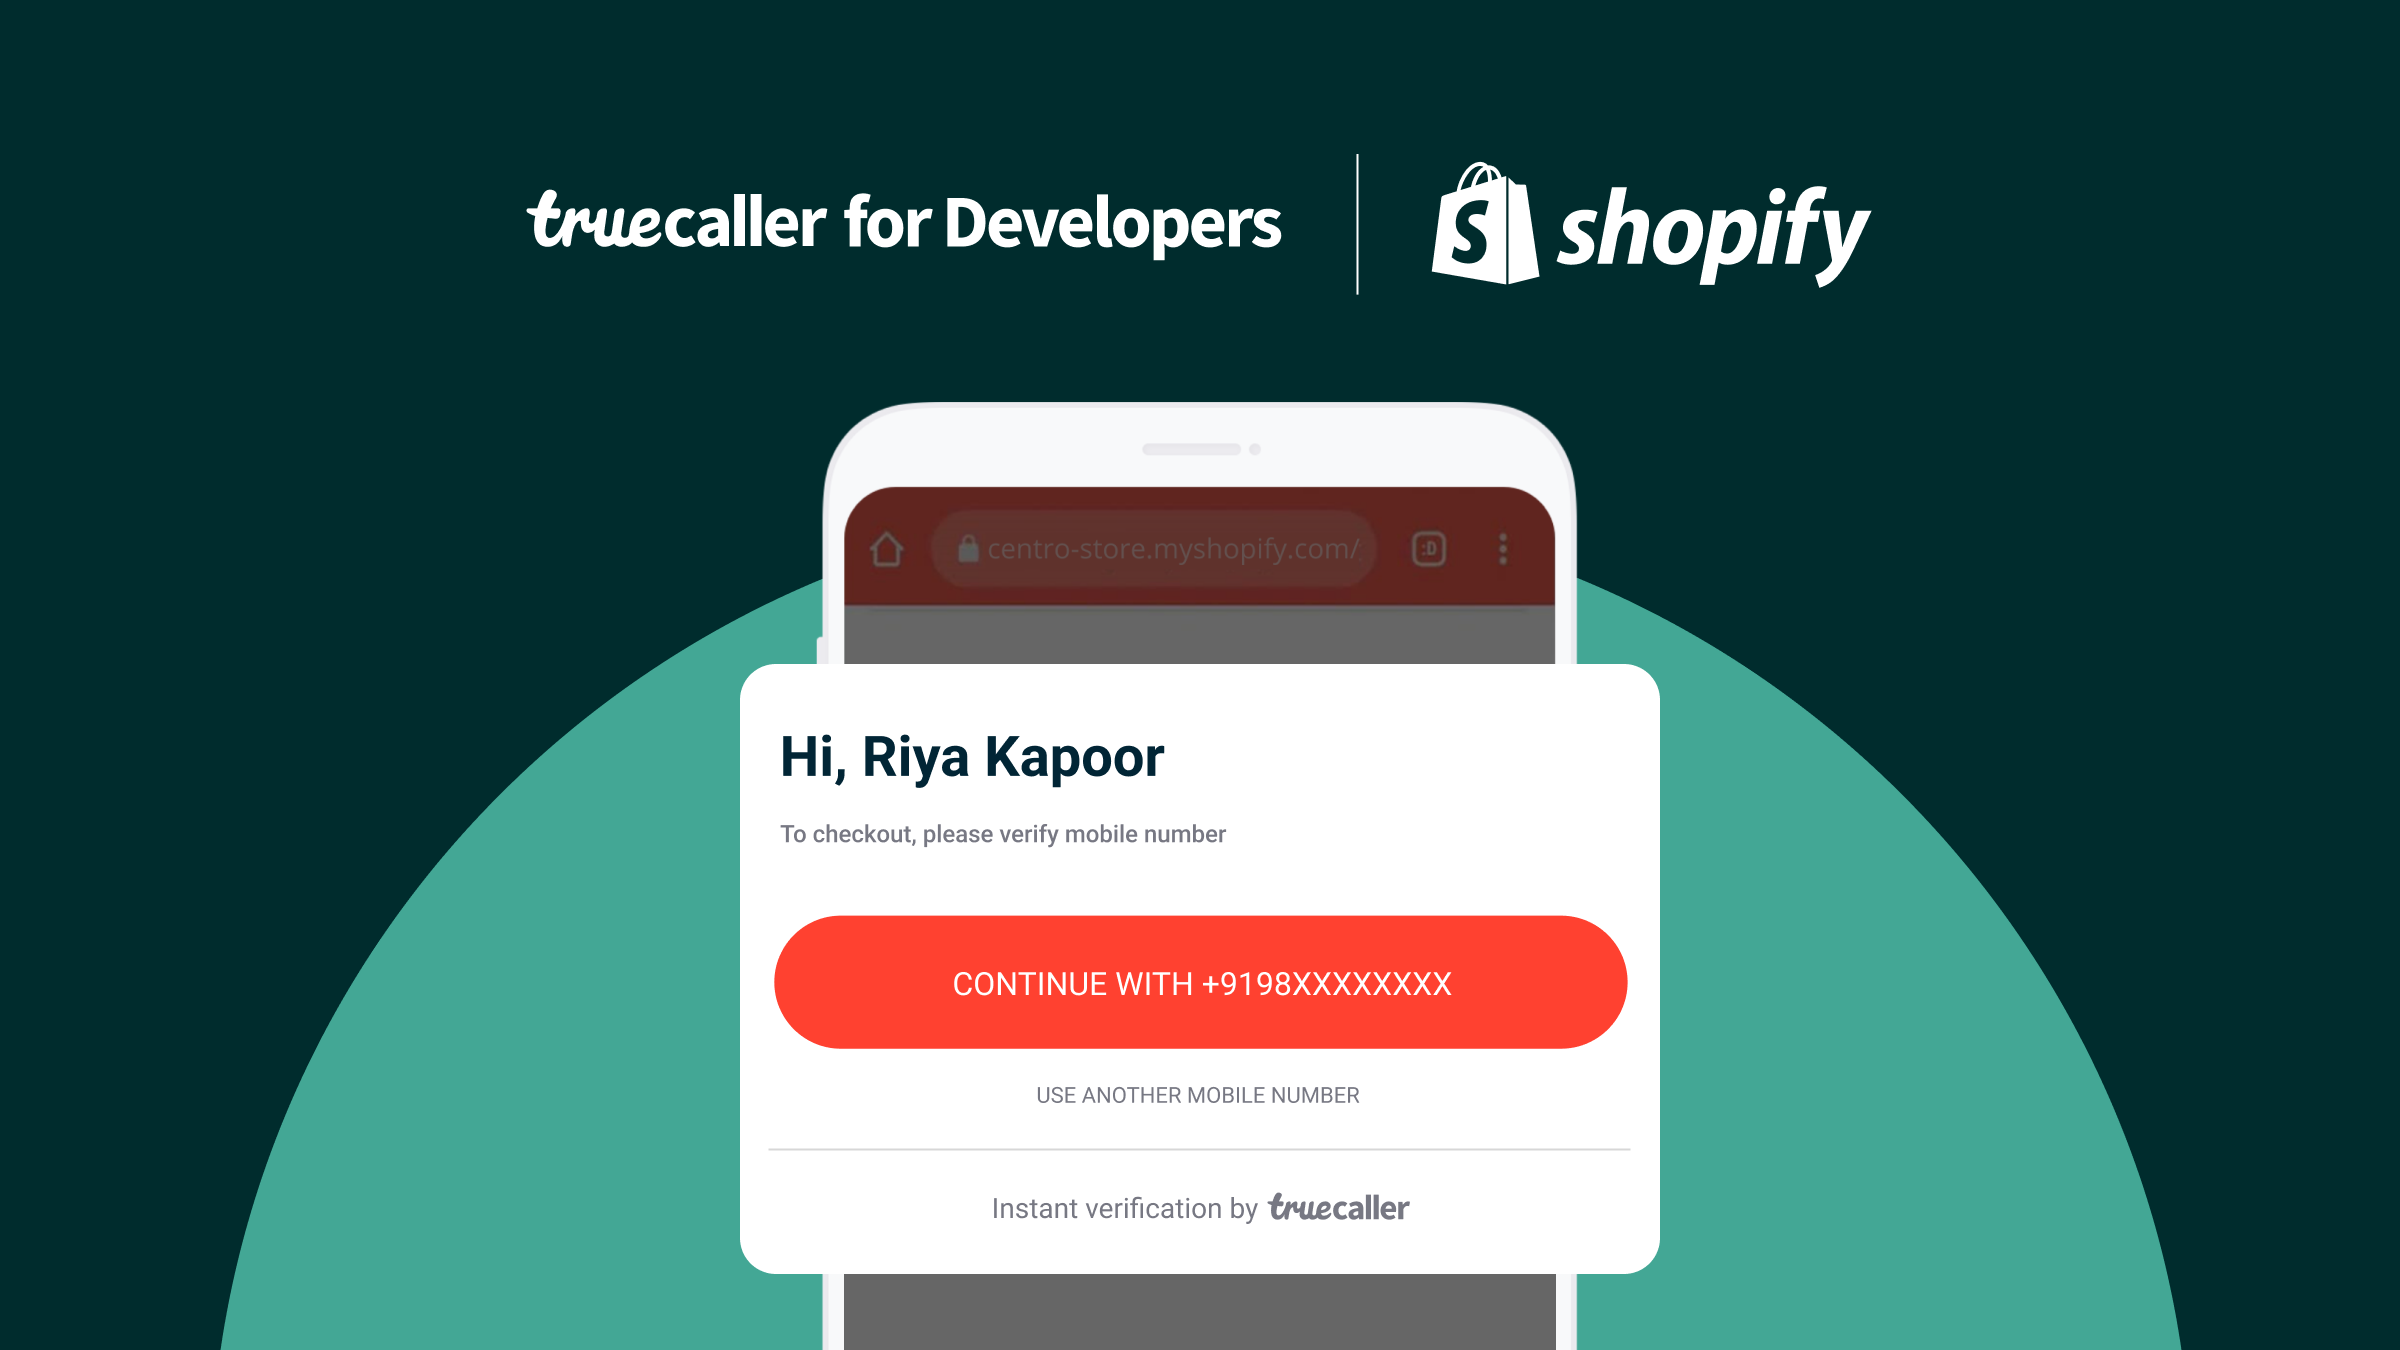 truecaller for Developers
shopify
centro-store.myshopify.com/
:D
Hi, Riya Kapoor
To checkout, please verify mobile number
CONTINUE WITH +9198XXXXXXXX
USE ANOTHER MOBILE NUMBER
Instant verification by truecaller